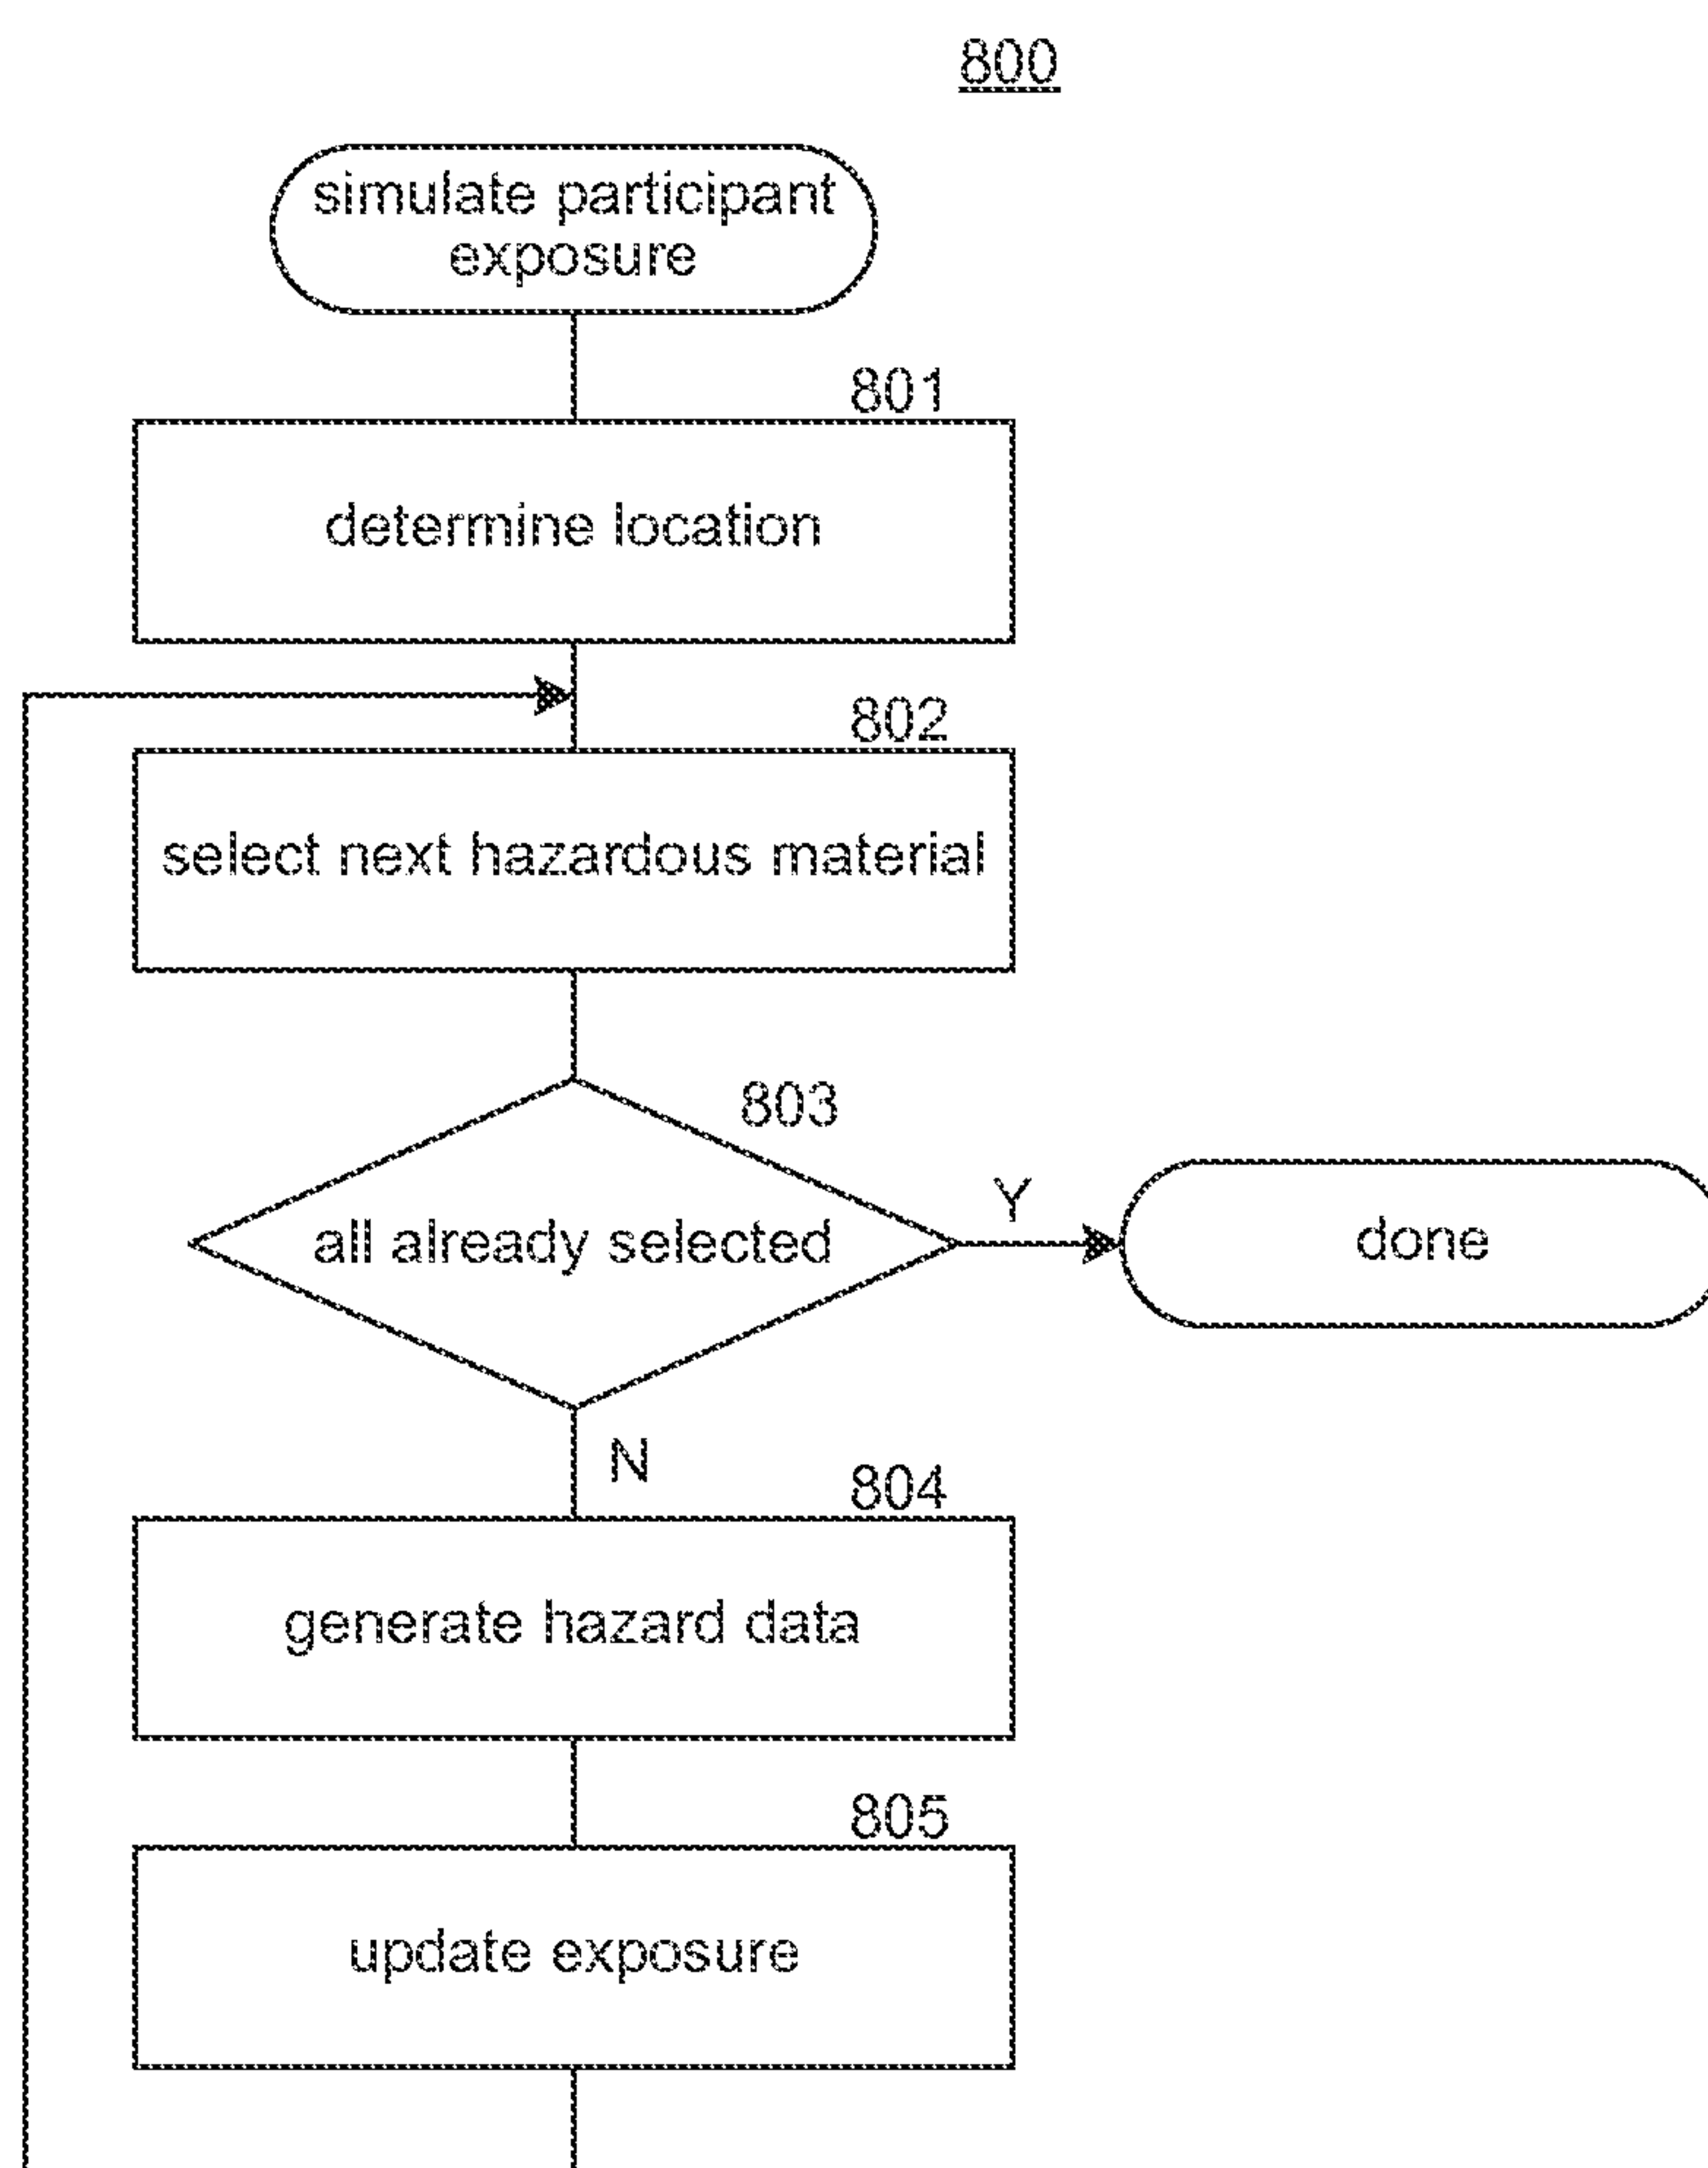 800
simulate participant
exposure
801
determine location
802
select next hazardous material
803
all already selected
Y
done
N
804
generate hazard data
805
update exposure